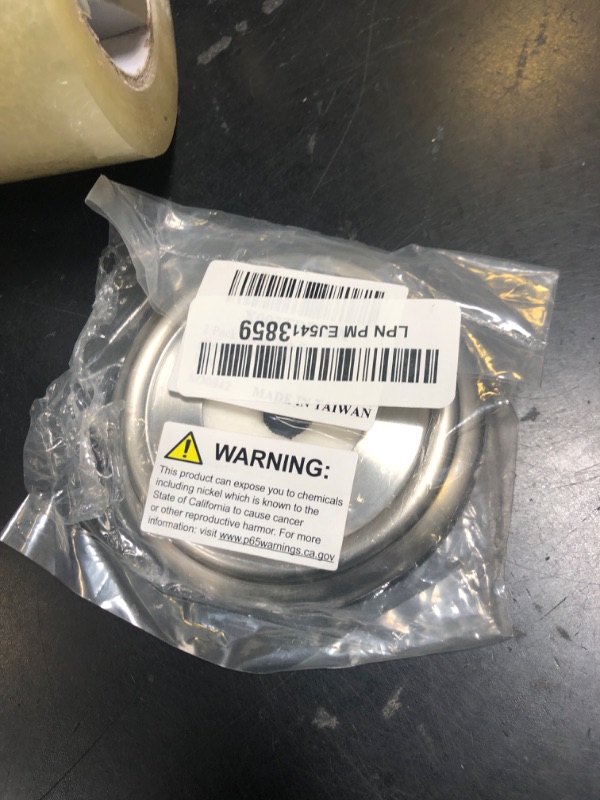 LPN PM EJ5413859
MADE IN TAIWAN
WARNING:
This product can expose you to chemicals
including nickel which is known to the
State of California to cause cancer
or other reproductive harmor. For more
information: visit www.p65warnings.ca.gov